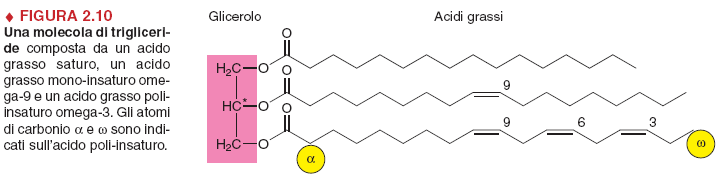 ♦ FIGURA 2.10
Una molecola di trigliceri-
de composta da un acido
grasso saturo, un acido
grasso mono-insaturo ome-
ga-9 e un acido grasso poli-
insaturo omega-3. Gli atomi
di carbonio α e ω sono indi-
cati sull'acido poli-insaturo.
Glicerolo Acidi grassi
O
H₂C O
O
9
HC* O
O
9 6 3
H₂C O
α ω